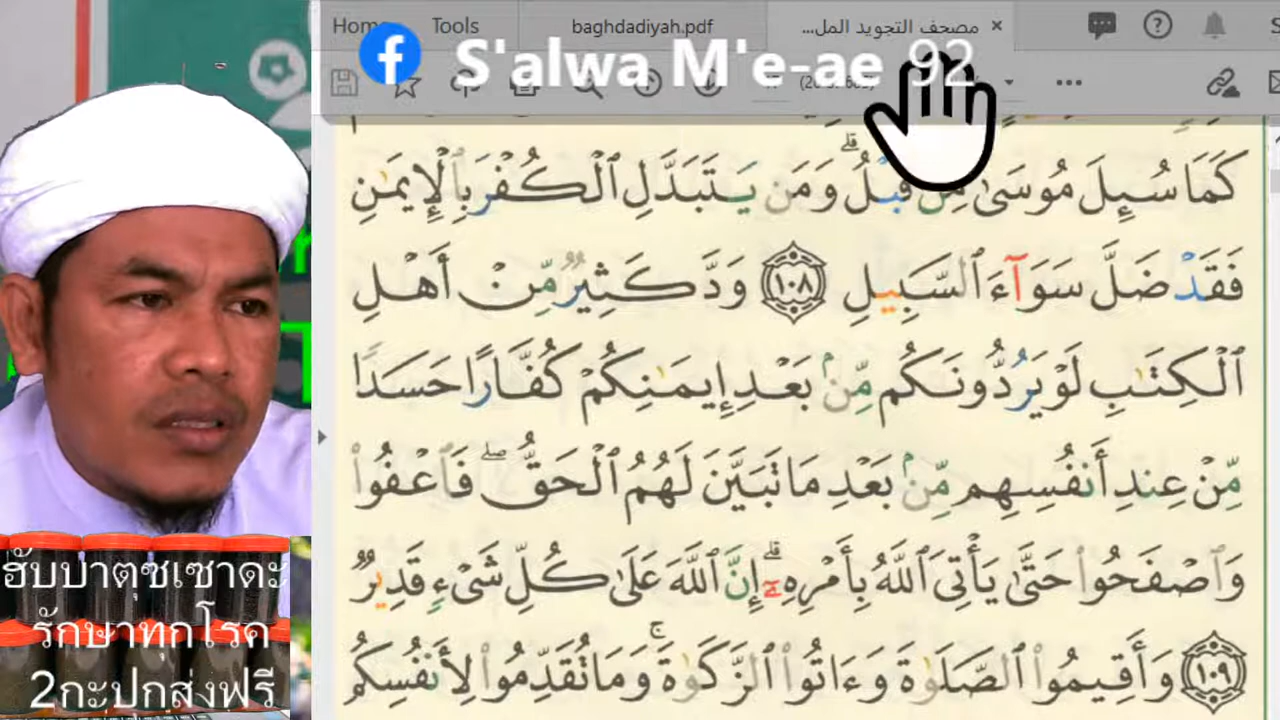 Home Tools baghdadiyah.pdf مصحف التجويد المل...
S'alwa M'e-ae 92
كَمَا سُئِلَ مُوسَىٰ مِن قَبْلُ ۗ وَمَن يَتَبَدَّلِ ٱلْكُفْرَ بِٱلْإِيمَـٰنِ
فَقَدْ ضَلَّ سَوَآءَ ٱلسَّبِيلِ ١٠٨ وَدَّ كَثِيرٌ مِّنْ أَهْلِ
ٱلْكِتَـٰبِ لَوْ يَرُدُّونَكُم مِّنۢ بَعْدِ إِيمَـٰنِكُمْ كُفَّارًا حَسَدًا
مِّنْ عِندِ أَنفُسِهِم مِّنۢ بَعْدِ مَا تَبَيَّنَ لَهُمُ ٱلْحَقُّ ۖ فَٱعْفُوا۟
وَٱصْفَحُوا۟ حَتَّىٰ يَأْتِىَ ٱللَّهُ بِأَمْرِهِۦٓ ۗ إِنَّ ٱللَّهَ عَلَىٰ كُلِّ شَىْءٍ قَدِيرٌ
١٠٩ وَأَقِيمُوا۟ ٱلصَّلَوٰةَ وَءَاتُوا۟ ٱلزَّكَوٰةَ ۚ وَمَا تُقَدِّمُوا۟ لِأَنفُسِكُم
ฮับบาตุซเซาดะ
รักษาทุกโรค
2กะปุกส่งฟรี